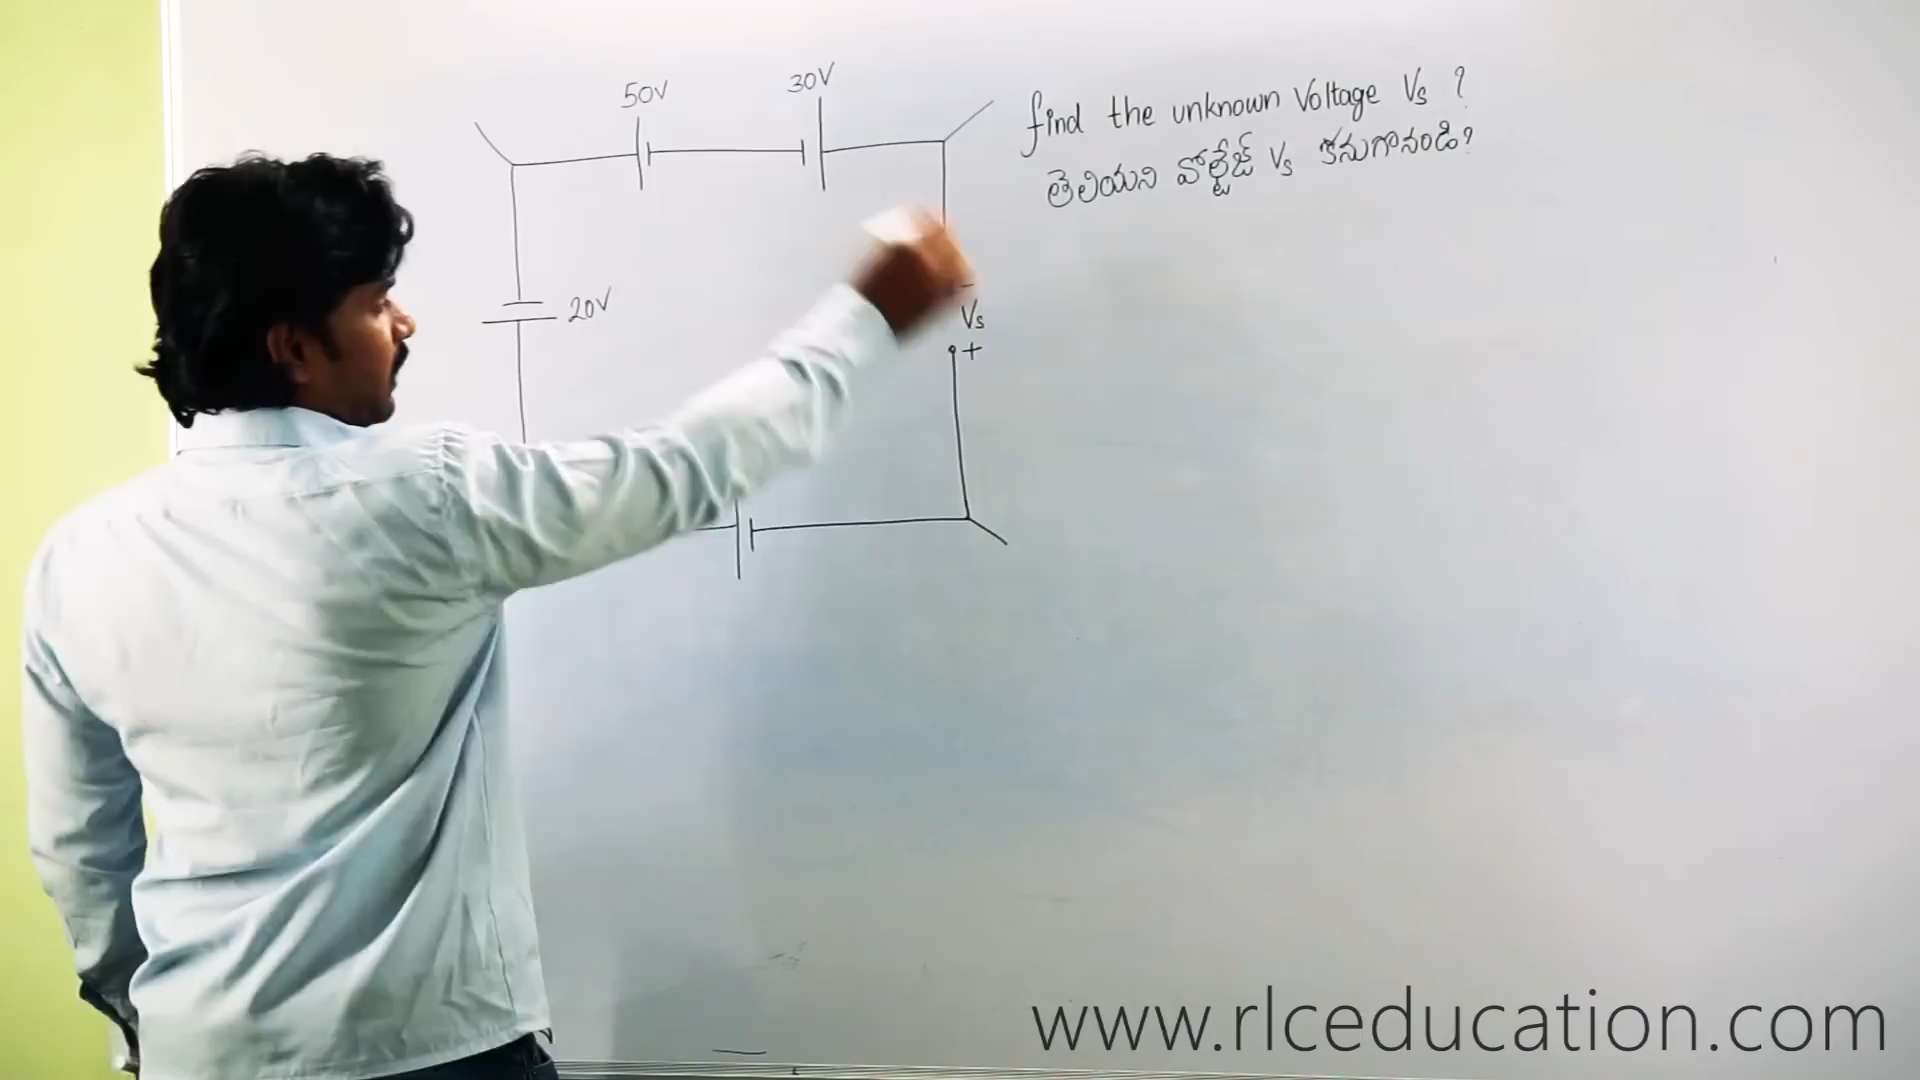 50V
30V
find the unknown Voltage Vs ?
తెలియని వోల్టేజ్ Vs కనుగొనండి?
20V
-
Vs
+
www.rlceducation.com